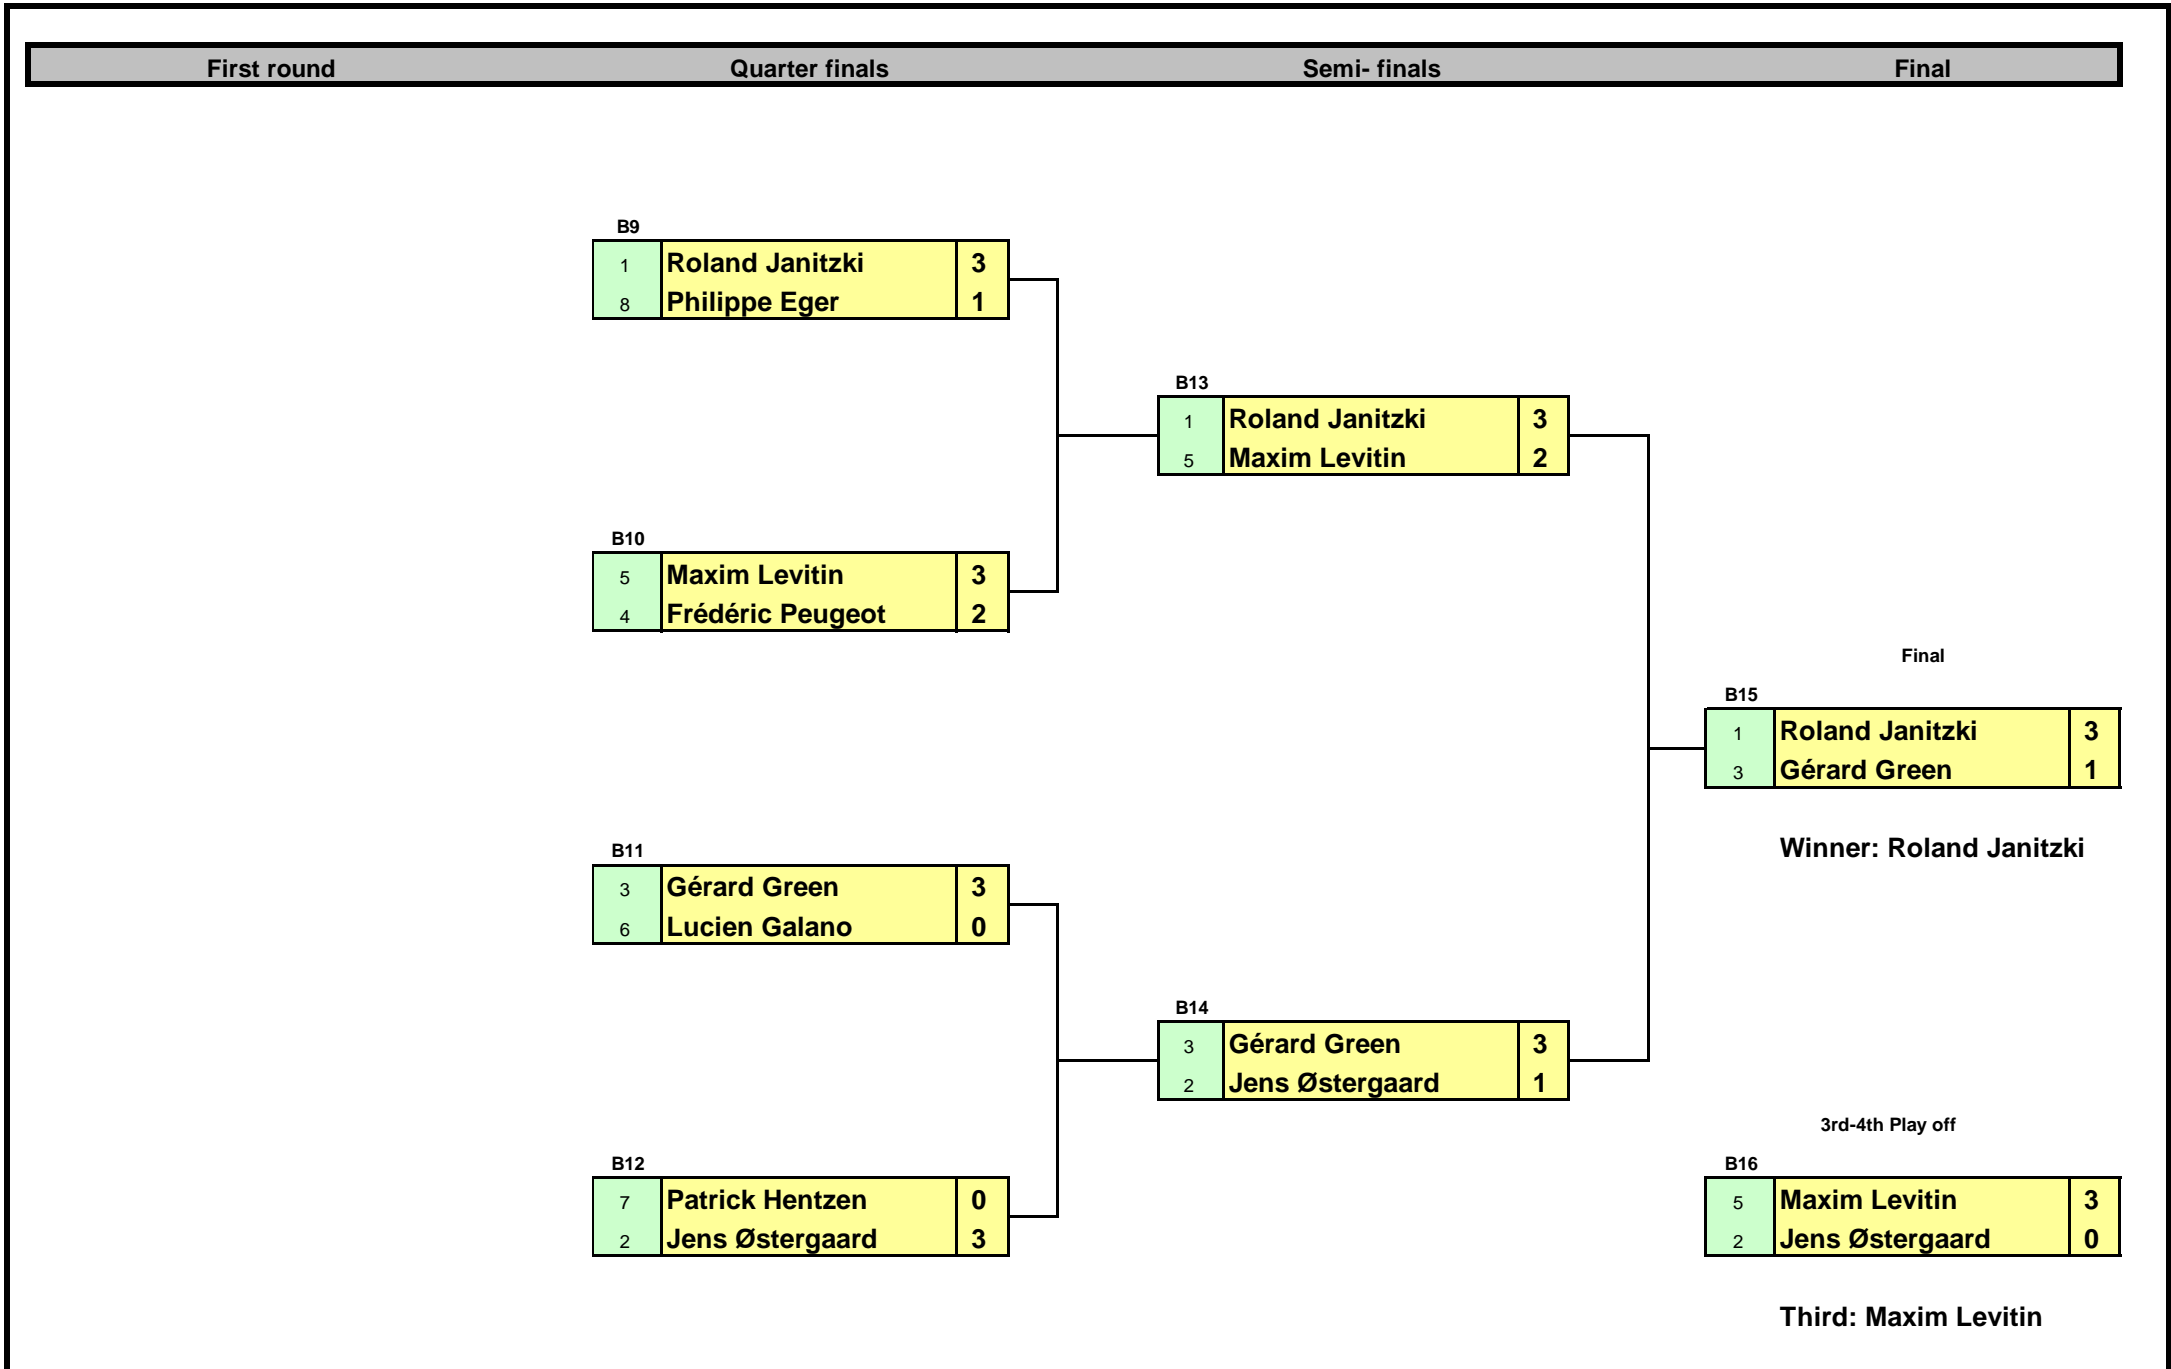 First round Quarter finals Semi- finals Final
B9
1 Roland Janitzki 3
8 Philippe Eger 1
B13
1 Roland Janitzki 3
5 Maxim Levitin 2
B10
5 Maxim Levitin 3
4 Frédéric Peugeot 2
Final
B15
1 Roland Janitzki 3
3 Gérard Green 1
Winner: Roland Janitzki
B11
3 Gérard Green 3
6 Lucien Galano 0
B14
3 Gérard Green 3
2 Jens Østergaard 1
3rd-4th Play off
B12
7 Patrick Hentzen 0
2 Jens Østergaard 3
B16
5 Maxim Levitin 3
2 Jens Østergaard 0
Third: Maxim Levitin